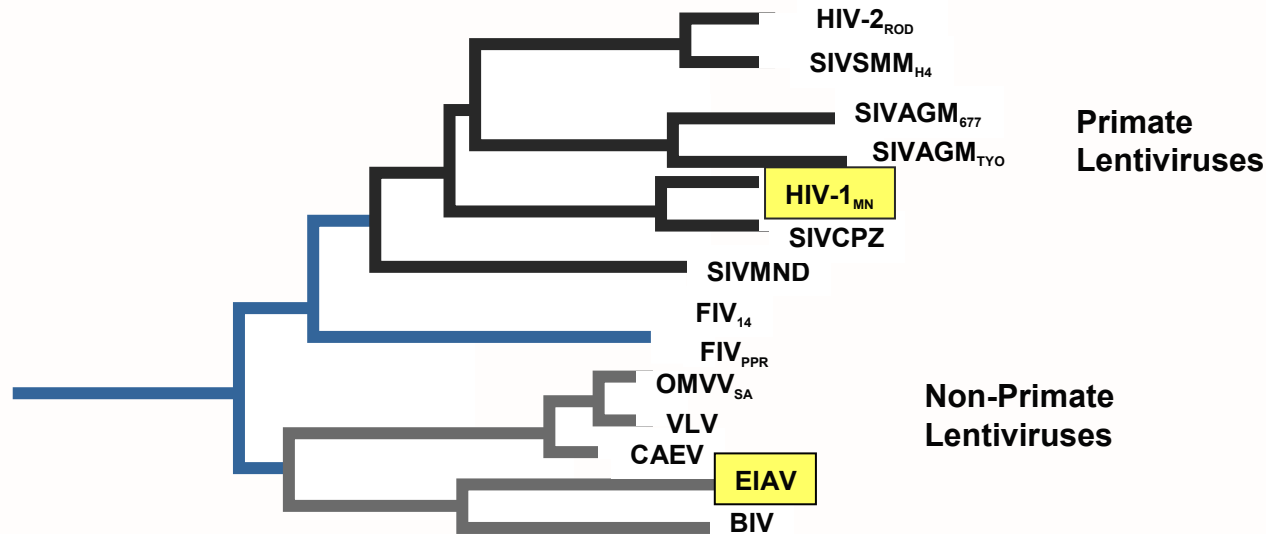 HIV-2ROD
SIVSMMH4
SIVAGM677
Primate
Lentiviruses
SIVAGMTYO
HIV-1MN
SIVCPZ
SIVMND
FIV14
FIVPPR
OMVVSA
Non-Primate
Lentiviruses
VLV
CAEV
EIAV
BIV